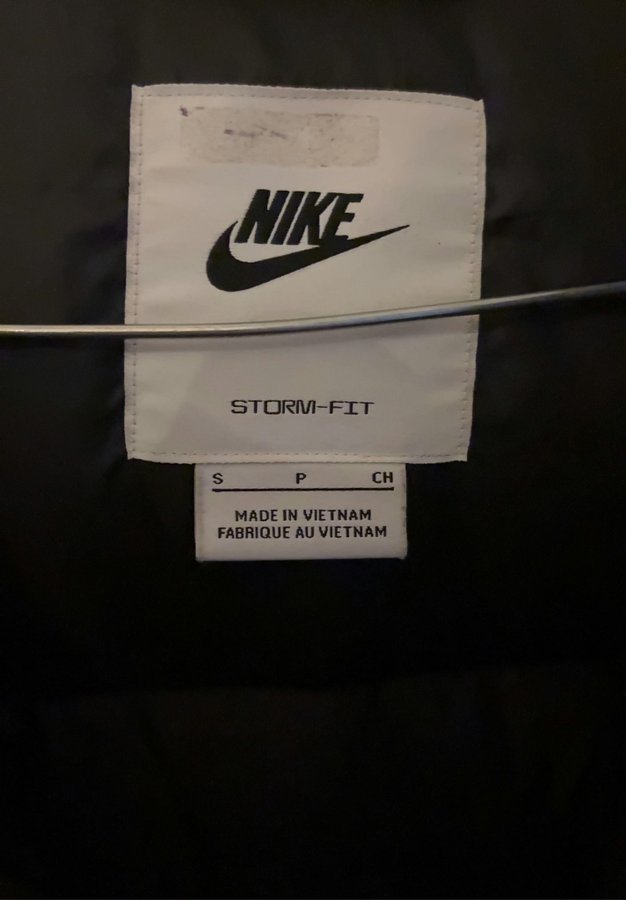 NIKE
STORM-FIT
S P CH
MADE IN VIETNAM
FABRIQUE AU VIETNAM